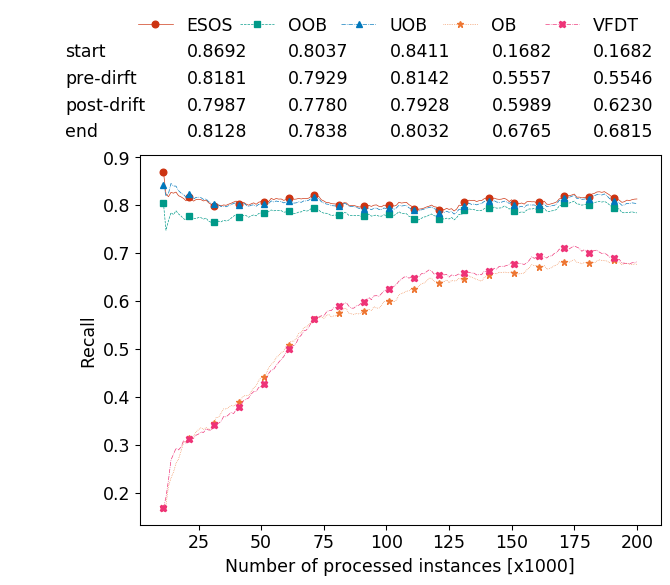 ESOS OOB UOB OB VFDT
start 0.8692 0.8037 0.8411 0.1682 0.1682
pre-dirft 0.8181 0.7929 0.8142 0.5557 0.5546
post-drift 0.7987 0.7780 0.7928 0.5989 0.6230
end 0.8128 0.7838 0.8032 0.6765 0.6815
0.9
0.8
0.7
0.6
0.5
0.4
0.3
0.2
Recall
25 50 75 100 125 150 175 200
Number of processed instances [x1000]